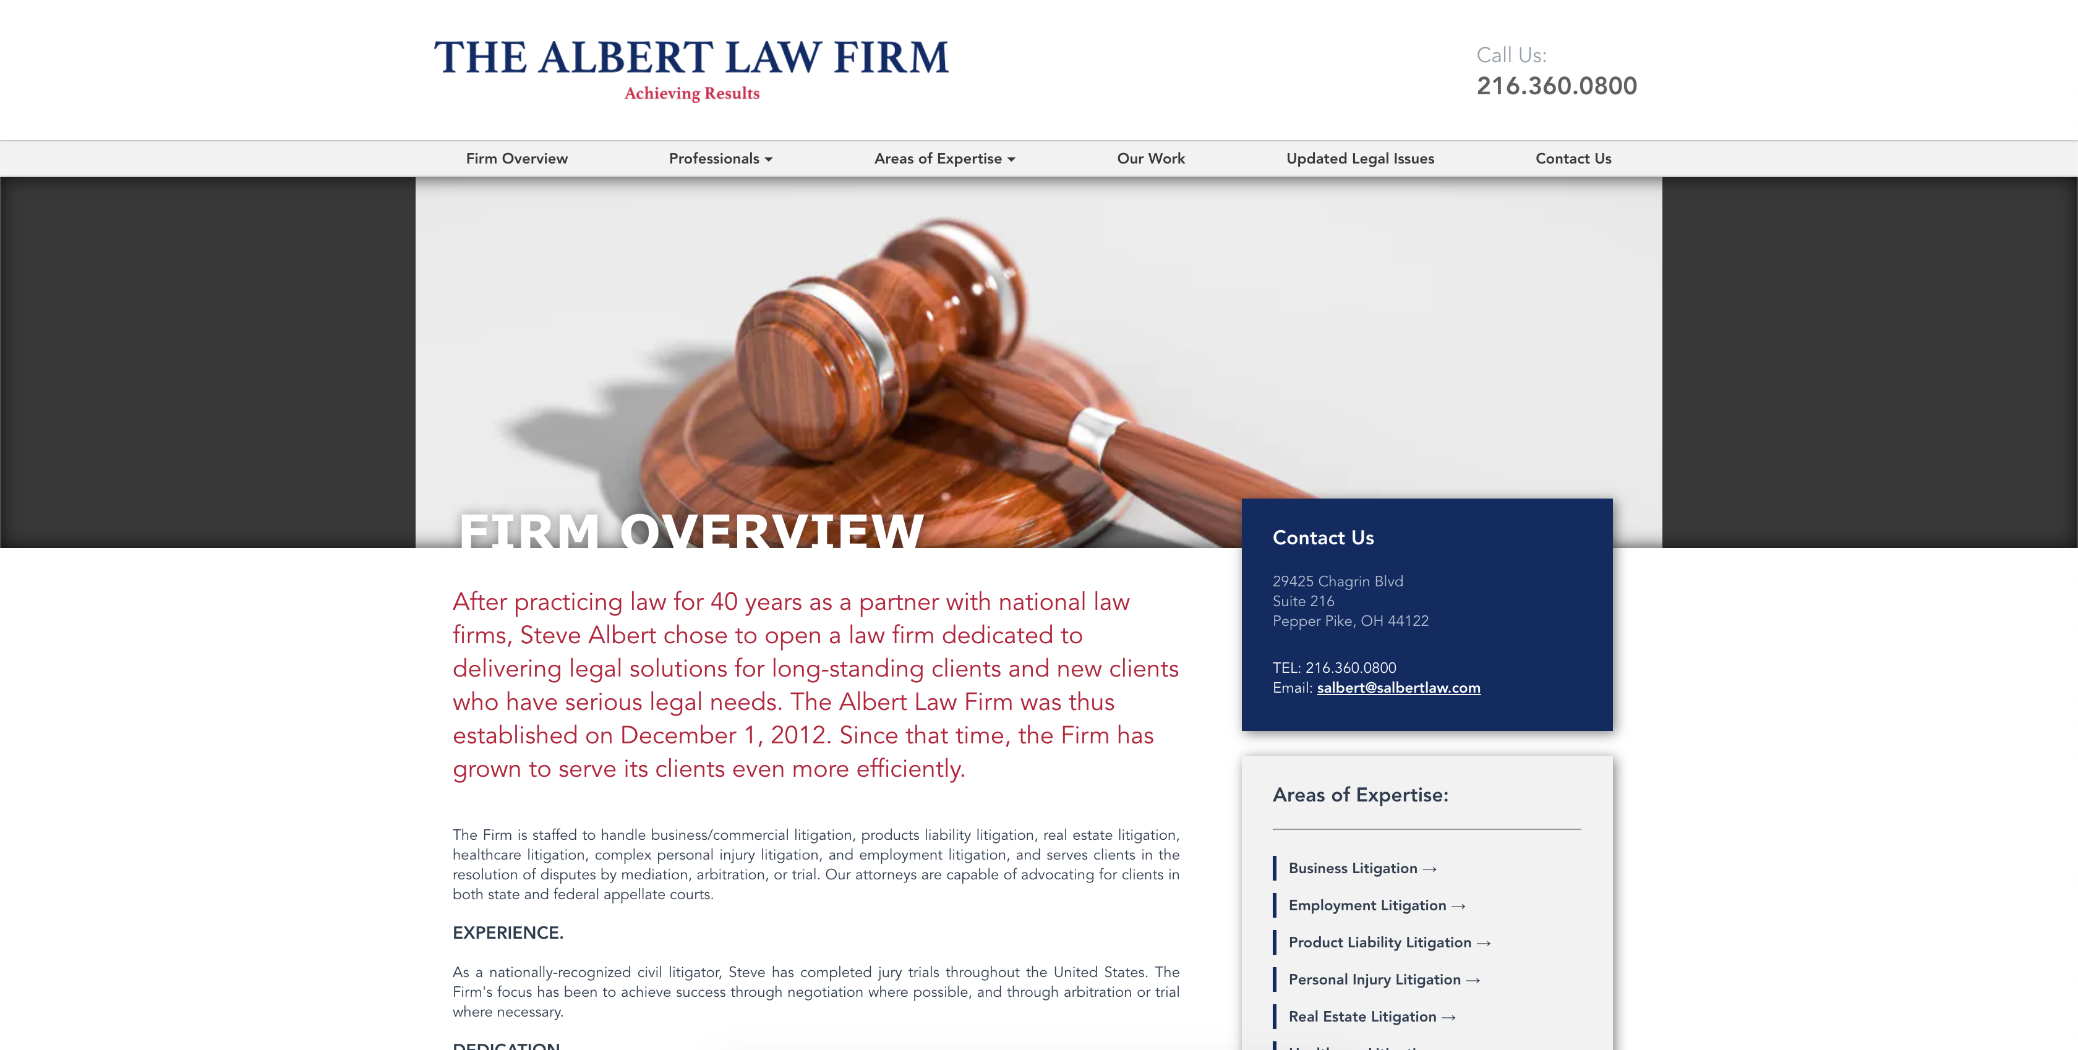 THE ALBERT LAW FIRM
Achieving Results
Call Us:
216.360.0800
Firm Overview
Professionals
Areas of Expertise
Our Work
Updated Legal Issues
Contact Us
FIRM OVERVIEW
After practicing law for 40 years as a partner with national law
firms, Steve Albert chose to open a law firm dedicated to
delivering legal solutions for long-standing clients and new clients
who have serious legal needs. The Albert Law Firm was thus
established on December 1, 2012. Since that time, the Firm has
grown to serve its clients even more efficiently.
The Firm is staffed to handle business/commercial litigation, products liability litigation, real estate litigation,
healthcare litigation, complex personal injury litigation, and employment litigation, and serves clients in the
resolution of disputes by mediation, arbitration, or trial. Our attorneys are capable of advocating for clients in
both state and federal appellate courts.
EXPERIENCE.
As a nationally-recognized civil litigator, Steve has completed jury trials throughout the United States. The
Firm's focus has been to achieve success through negotiation where possible, and through arbitration or trial
where necessary.
DEDICATION
Contact Us
29425 Chagrin Blvd
Suite 216
Pepper Pike, OH 44122
TEL: 216.360.0800
Email: salbert@salbertlaw.com
Areas of Expertise:
Business Litigation →
Employment Litigation →
Product Liability Litigation →
Personal Injury Litigation →
Real Estate Litigation →